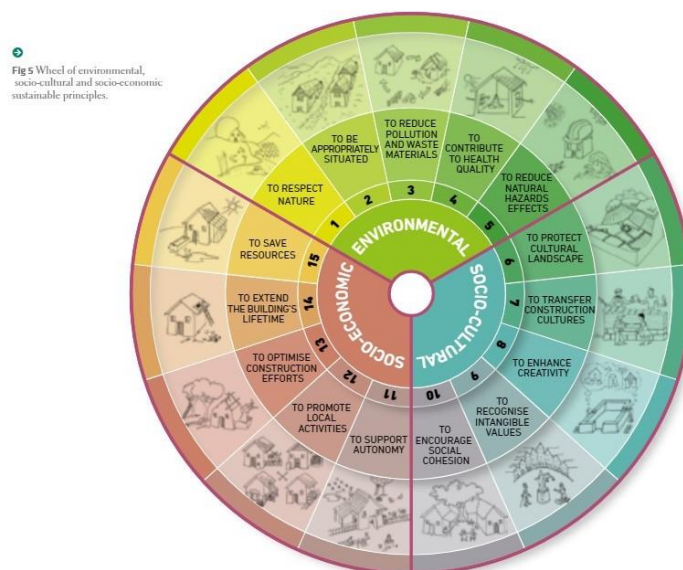 Fig 5 Wheel of environmental,
socio-cultural and socio-economic
sustainable principles.
ENVIRONMENTAL
SOCIO-CULTURAL
SOCIO-ECONOMIC
1
TO RESPECT
NATURE
2
TO BE
APPROPRIATELY
SITUATED
3
TO REDUCE
POLLUTION
AND WASTE
MATERIALS
4
TO
CONTRIBUTE
TO HEALTH
QUALITY
5
TO REDUCE
NATURAL
HAZARDS
EFFECTS
6
TO PROTECT
CULTURAL
LANDSCAPE
7
TO TRANSFER
CONSTRUCTION
CULTURES
8
TO ENHANCE
CREATIVITY
9
TO
RECOGNISE
INTANGIBLE
VALUES
10
TO
ENCOURAGE
SOCIAL
COHESION
11
TO SUPPORT
AUTONOMY
12
TO PROMOTE
LOCAL
ACTIVITIES
13
TO OPTIMISE
CONSTRUCTION
EFFORTS
14
TO EXTEND
THE BUILDING'S
LIFETIME
15
TO SAVE
RESOURCES